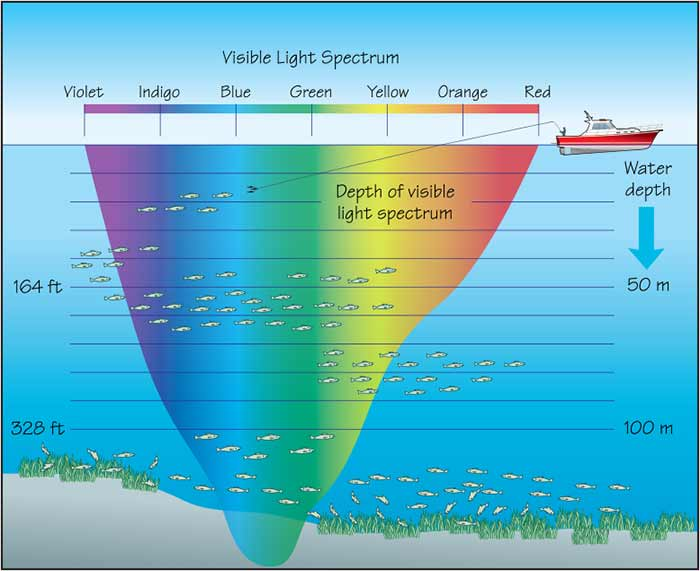 Visible Light Spectrum
Violet Indigo Blue Green Yellow Orange Red
Depth of visible
light spectrum
Water
depth
164 ft
50 m
328 ft
100 m